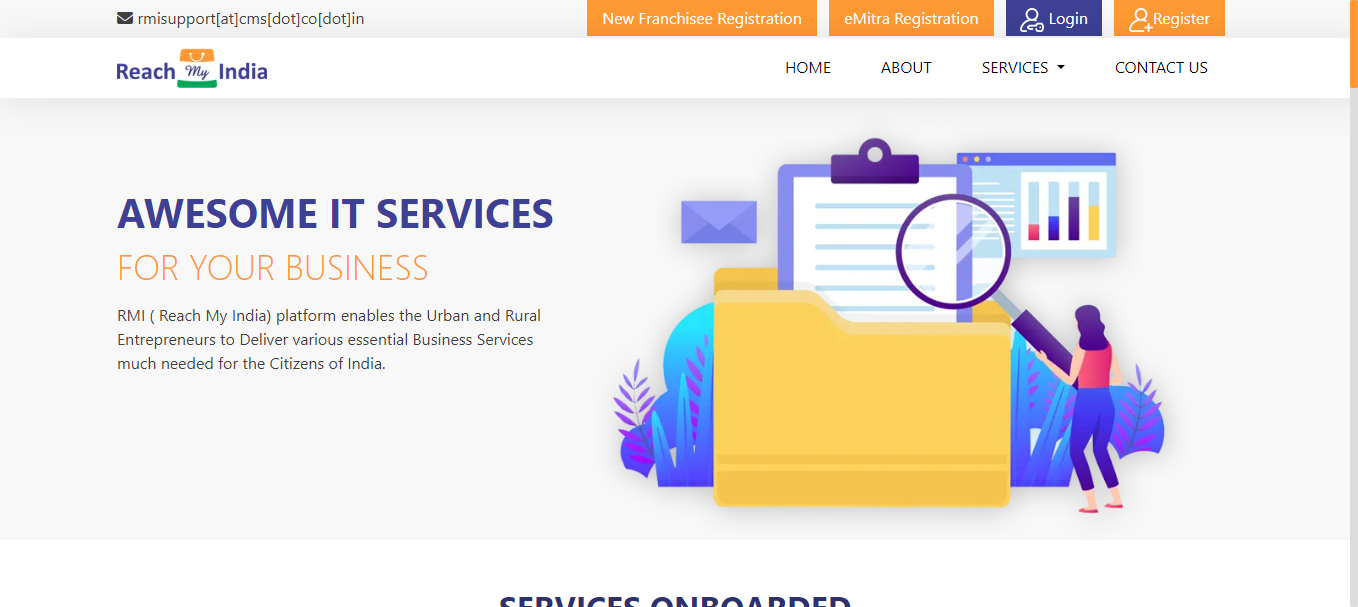 rmisupport[at]cms[dot]co[dot]in
New Franchisee Registration
eMitra Registration
Login
Register
Reach My India
HOME
ABOUT
SERVICES
CONTACT US
AWESOME IT SERVICES
FOR YOUR BUSINESS
RMI ( Reach My India) platform enables the Urban and Rural
Entrepreneurs to Deliver various essential Business Services
much needed for the Citizens of India.
SERVICES ONBOARDED